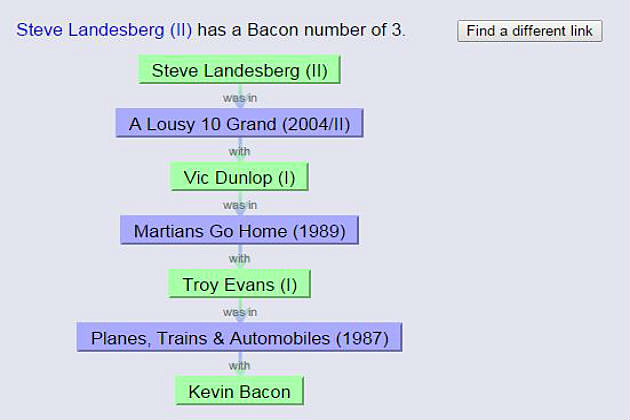 Steve Landesberg (II) has a Bacon number of 3.
Find a different link
Steve Landesberg (II)
was in
A Lousy 10 Grand (2004/II)
with
Vic Dunlop (I)
was in
Martians Go Home (1989)
with
Troy Evans (I)
was in
Planes, Trains & Automobiles (1987)
with
Kevin Bacon